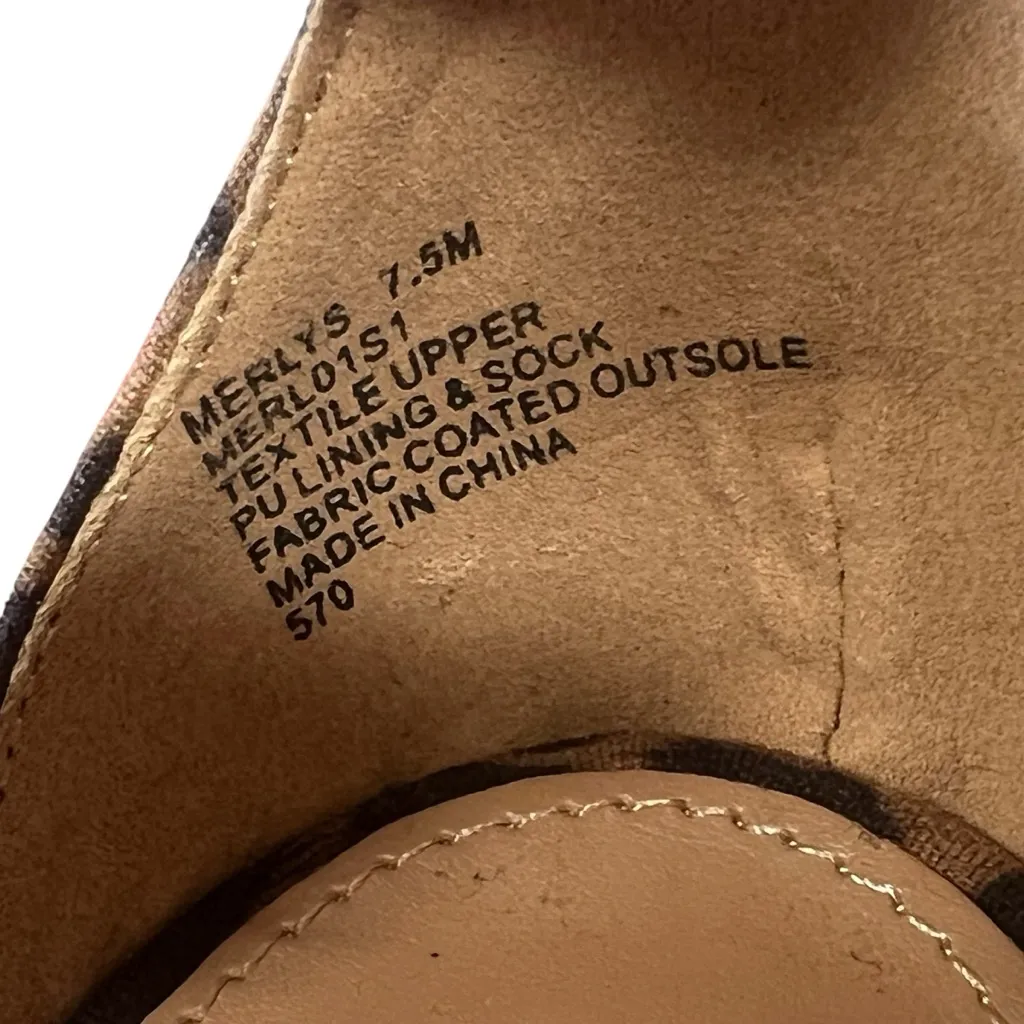 MERLYS 7.5M
MERL01S1
TEXTILE UPPER
PU LINING & SOCK
FABRIC COATED OUTSOLE
MADE IN CHINA
570